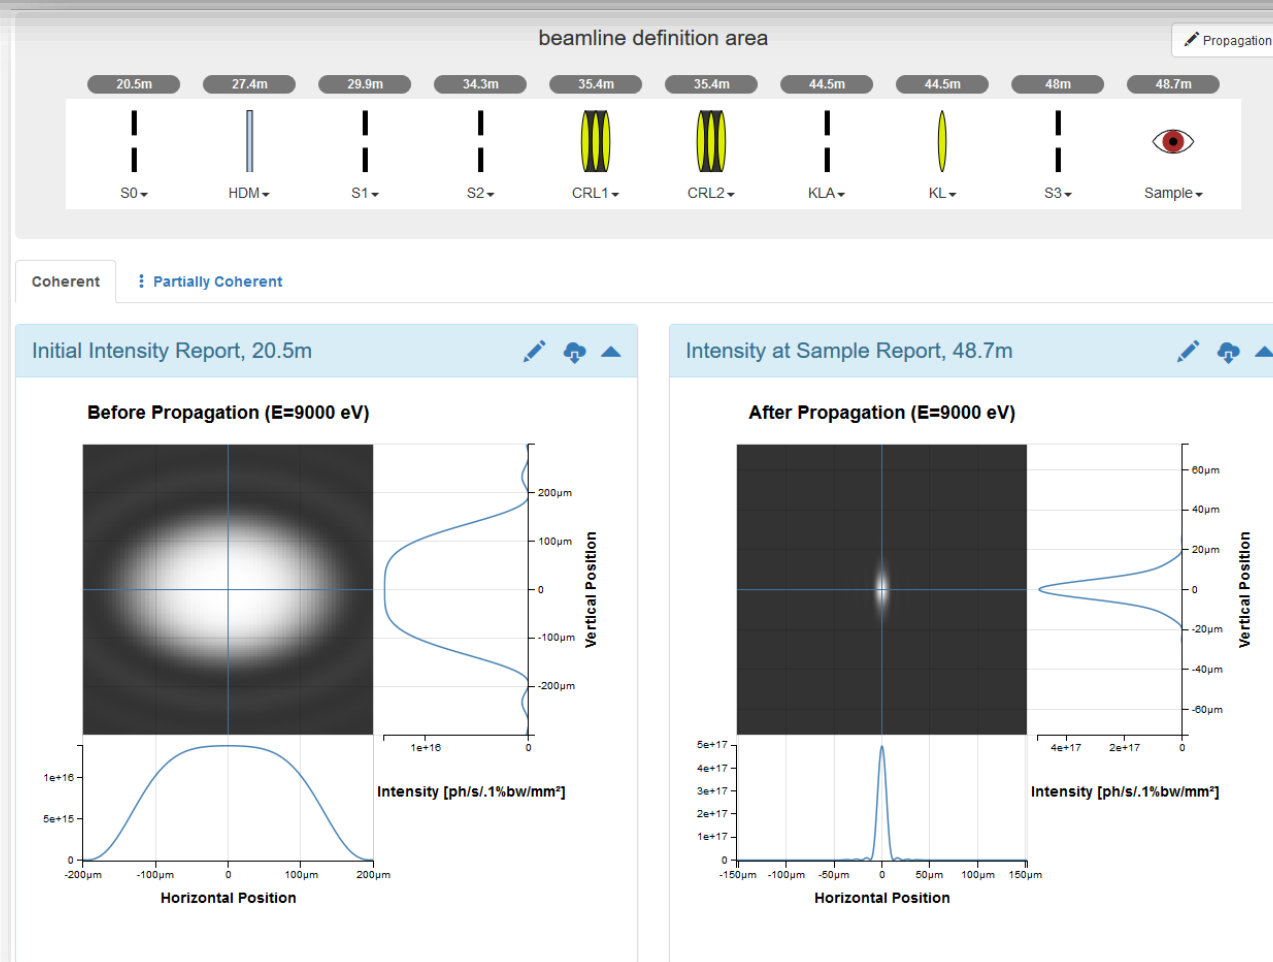 beamline definition area
Propagation
20.5m 27.4m 29.9m 34.3m 35.4m 35.4m 44.5m 44.5m 48m 48.7m
S0 HDM S1 S2 CRL1 CRL2 KLA KL S3 Sample
Coherent Partially Coherent
Initial Intensity Report, 20.5m
Before Propagation (E=9000 eV)
200µm
100µm
0
-100µm
-200µm
Vertical Position
1e+16 0
Intensity [ph/s/.1%bw/mm²]
1e+16
5e+15
0
-200µm -100µm 0 100µm 200µm
Horizontal Position
Intensity at Sample Report, 48.7m
After Propagation (E=9000 eV)
60µm
40µm
20µm
0
-20µm
-40µm
-60µm
Vertical Position
4e+17 2e+17 0
Intensity [ph/s/.1%bw/mm²]
5e+17
4e+17
3e+17
2e+17
1e+17
0
-150µm -100µm -50µm 0 50µm 100µm 150µm
Horizontal Position